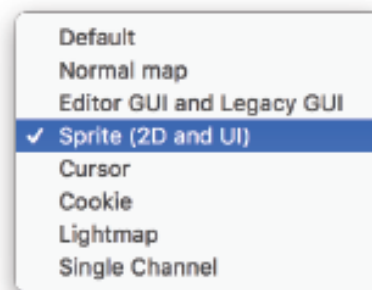 Default
Normal map
Editor GUI and Legacy GUI
✓ Sprite (2D and UI)
Cursor
Cookie
Lightmap
Single Channel